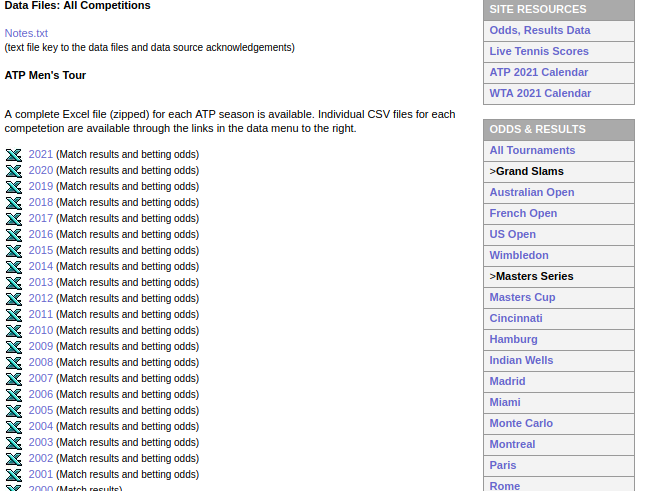 Data Files: All Competitions
Notes.txt
(text file key to the data files and data source acknowledgements)
ATP Men's Tour
A complete Excel file (zipped) for each ATP season is available. Individual CSV files for each
competetion are available through the links in the data menu to the right.
2021 (Match results and betting odds)
2020 (Match results and betting odds)
2019 (Match results and betting odds)
2018 (Match results and betting odds)
2017 (Match results and betting odds)
2016 (Match results and betting odds)
2015 (Match results and betting odds)
2014 (Match results and betting odds)
2013 (Match results and betting odds)
2012 (Match results and betting odds)
2011 (Match results and betting odds)
2010 (Match results and betting odds)
2009 (Match results and betting odds)
2008 (Match results and betting odds)
2007 (Match results and betting odds)
2006 (Match results and betting odds)
2005 (Match results and betting odds)
2004 (Match results and betting odds)
2003 (Match results and betting odds)
2002 (Match results and betting odds)
2001 (Match results and betting odds)
2000 (Match results)
SITE RESOURCES
Odds, Results Data
Live Tennis Scores
ATP 2021 Calendar
WTA 2021 Calendar
ODDS & RESULTS
All Tournaments
>Grand Slams
Australian Open
French Open
US Open
Wimbledon
>Masters Series
Masters Cup
Cincinnati
Hamburg
Indian Wells
Madrid
Miami
Monte Carlo
Montreal
Paris
Rome